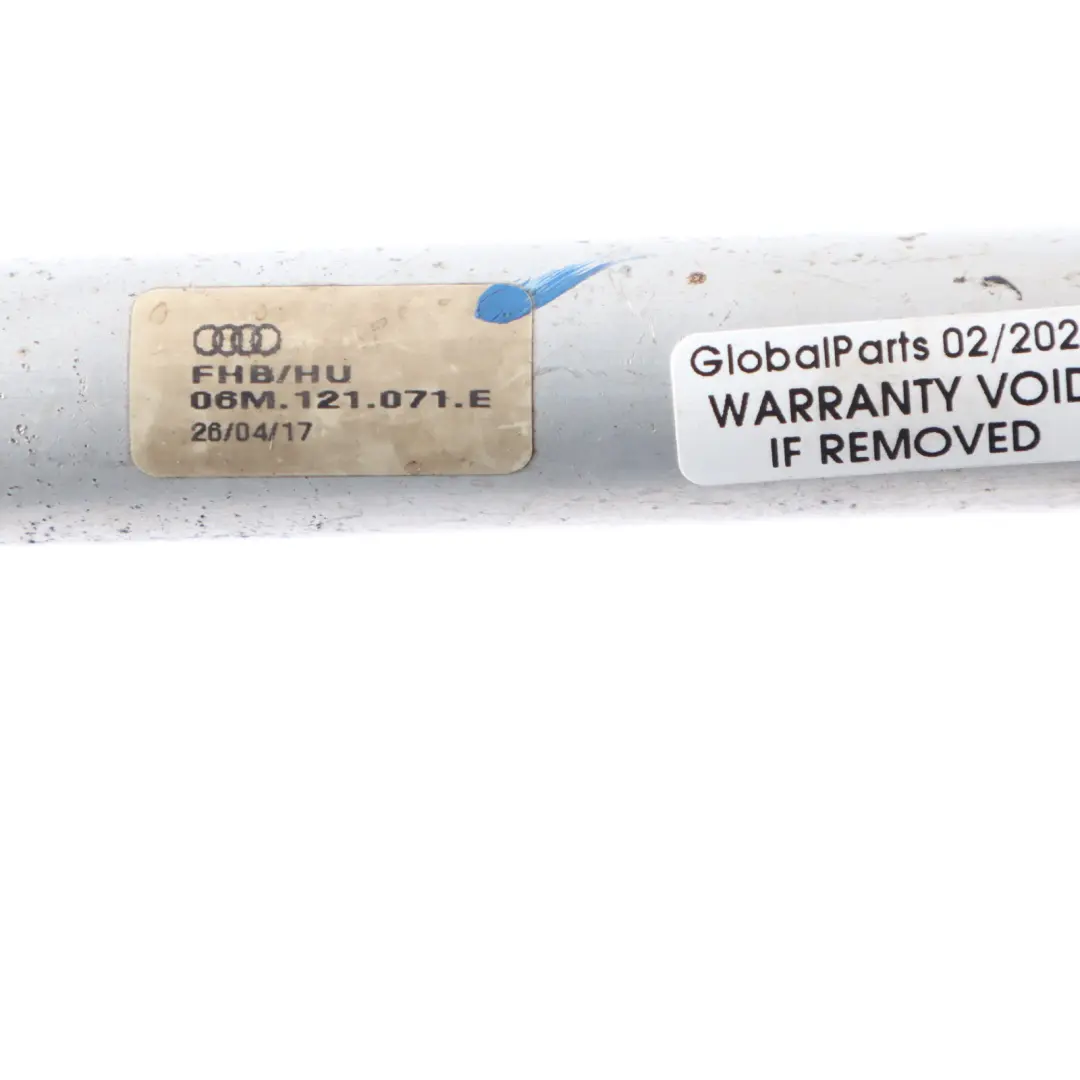 FHB/HU
06M.121.071.E
26/04/17
GlobalParts 02/202
WARRANTY VOID
IF REMOVED